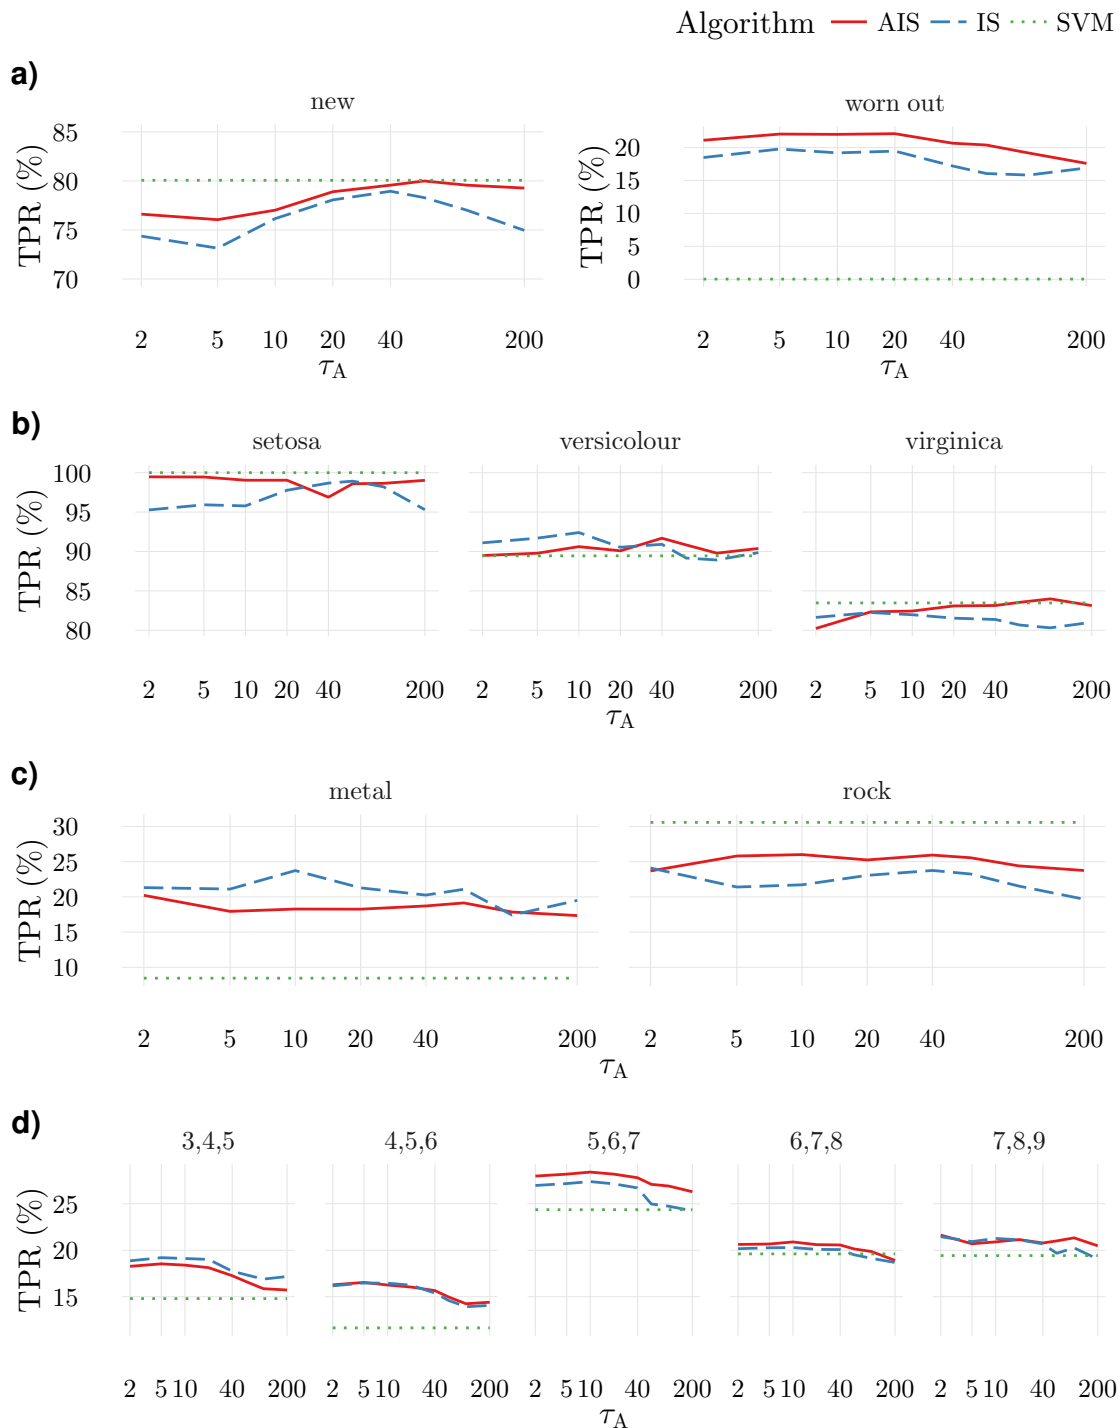 Algorithm AIS IS SVM
a)
new worn out
TPR (%)
85
80
75
70
TPR (%)
20
15
10
5
0
2 5 10 20 40 200
2 5 10 20 40 200
τA
τA
b)
setosa versicolour virginica
TPR (%)
100
95
90
85
80
2 5 10 20 40 200
2 5 10 20 40 200
2 5 10 20 40 200
τA
c)
metal rock
TPR (%)
30
25
20
15
10
2 5 10 20 40 200
2 5 10 20 40 200
τA
d)
3,4,5 4,5,6 5,6,7 6,7,8 7,8,9
TPR (%)
25
20
15
2 5 10 40 200
2 5 10 40 200
2 5 10 40 200
2 5 10 40 200
2 5 10 40 200
τA